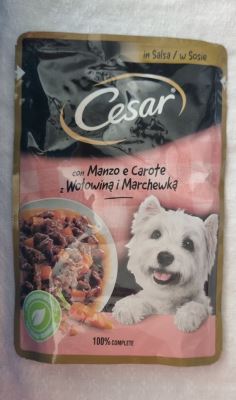 in Salsa / w Sosie
Cesar®
con Manzo e Carote
z Wołowiną i Marchewką
100% COMPLETE